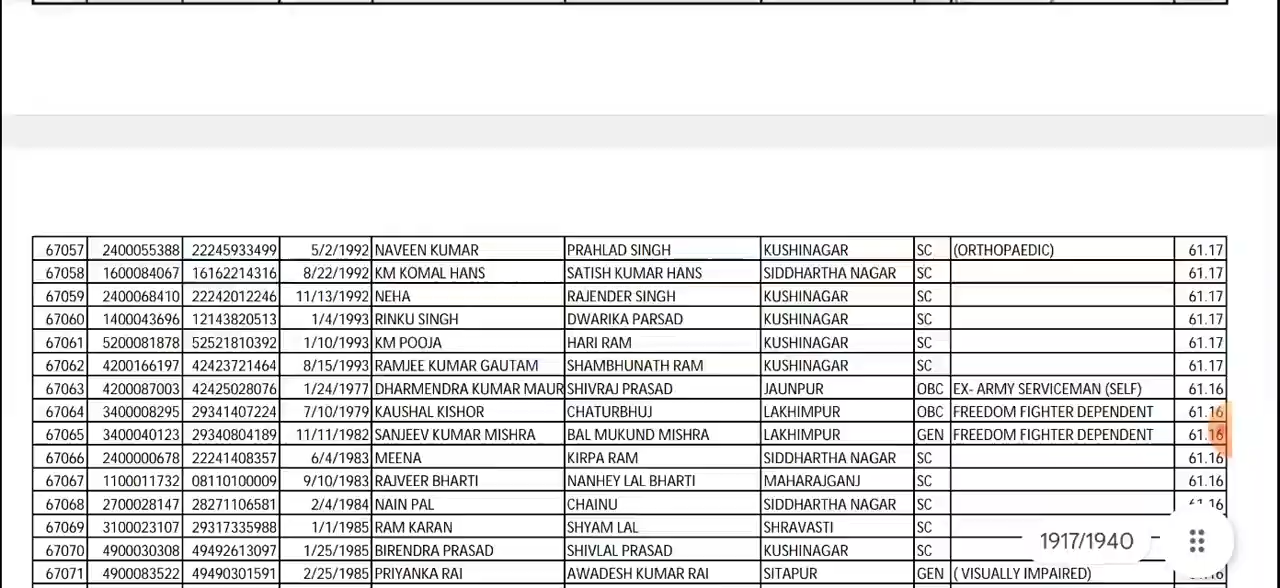 67057 2400055388 22245933499 5/2/1992 NAVEEN KUMAR PRAHLAD SINGH KUSHINAGAR SC (ORTHOPAEDIC) 61.17
67058 1600084067 16162214316 8/22/1992 KM KOMAL HANS SATISH KUMAR HANS SIDDHARTHA NAGAR SC 61.17
67059 2400068410 22242012246 11/13/1992 NEHA RAJENDER SINGH KUSHINAGAR SC 61.17
67060 1400043696 12143820513 1/4/1993 RINKU SINGH DWARIKA PARSAD KUSHINAGAR SC 61.17
67061 5200081878 52521810392 1/10/1993 KM POOJA HARI RAM KUSHINAGAR SC 61.17
67062 4200166197 42423721464 8/15/1993 RAMJEE KUMAR GAUTAM SHAMBHUNATH RAM KUSHINAGAR SC 61.17
67063 4200087003 42425028076 1/24/1977 DHARMENDRA KUMAR MAUR SHIVRAJ PRASAD JAUNPUR OBC EX- ARMY SERVICEMAN (SELF) 61.16
67064 3400008295 29341407224 7/10/1979 KAUSHAL KISHOR CHATURBHUJ LAKHIMPUR OBC FREEDOM FIGHTER DEPENDENT 61.16
67065 3400040123 29340804189 11/11/1982 SANJEEV KUMAR MISHRA BAL MUKUND MISHRA LAKHIMPUR GEN FREEDOM FIGHTER DEPENDENT 61.16
67066 2400000678 22241408357 6/4/1983 MEENA KIRPA RAM SIDDHARTHA NAGAR SC 61.16
67067 1100011732 08110100009 9/10/1983 RAJVEER BHARTI NANHEY LAL BHARTI MAHARAJGANJ SC 61.16
67068 2700028147 28271106581 2/4/1984 NAIN PAL CHAINU SIDDHARTHA NAGAR SC
67069 3100023107 29317335988 1/1/1985 RAM KARAN SHYAM LAL SHRAVASTI SC
67070 4900030308 49492613097 1/25/1985 BIRENDRA PRASAD SHIVLAL PRASAD KUSHINAGAR SC
1917/1940
67071 4900083522 49490301591 2/25/1985 PRIYANKA RAI AWADESH KUMAR RAI SITAPUR GEN ( VISUALLY IMPAIRED)